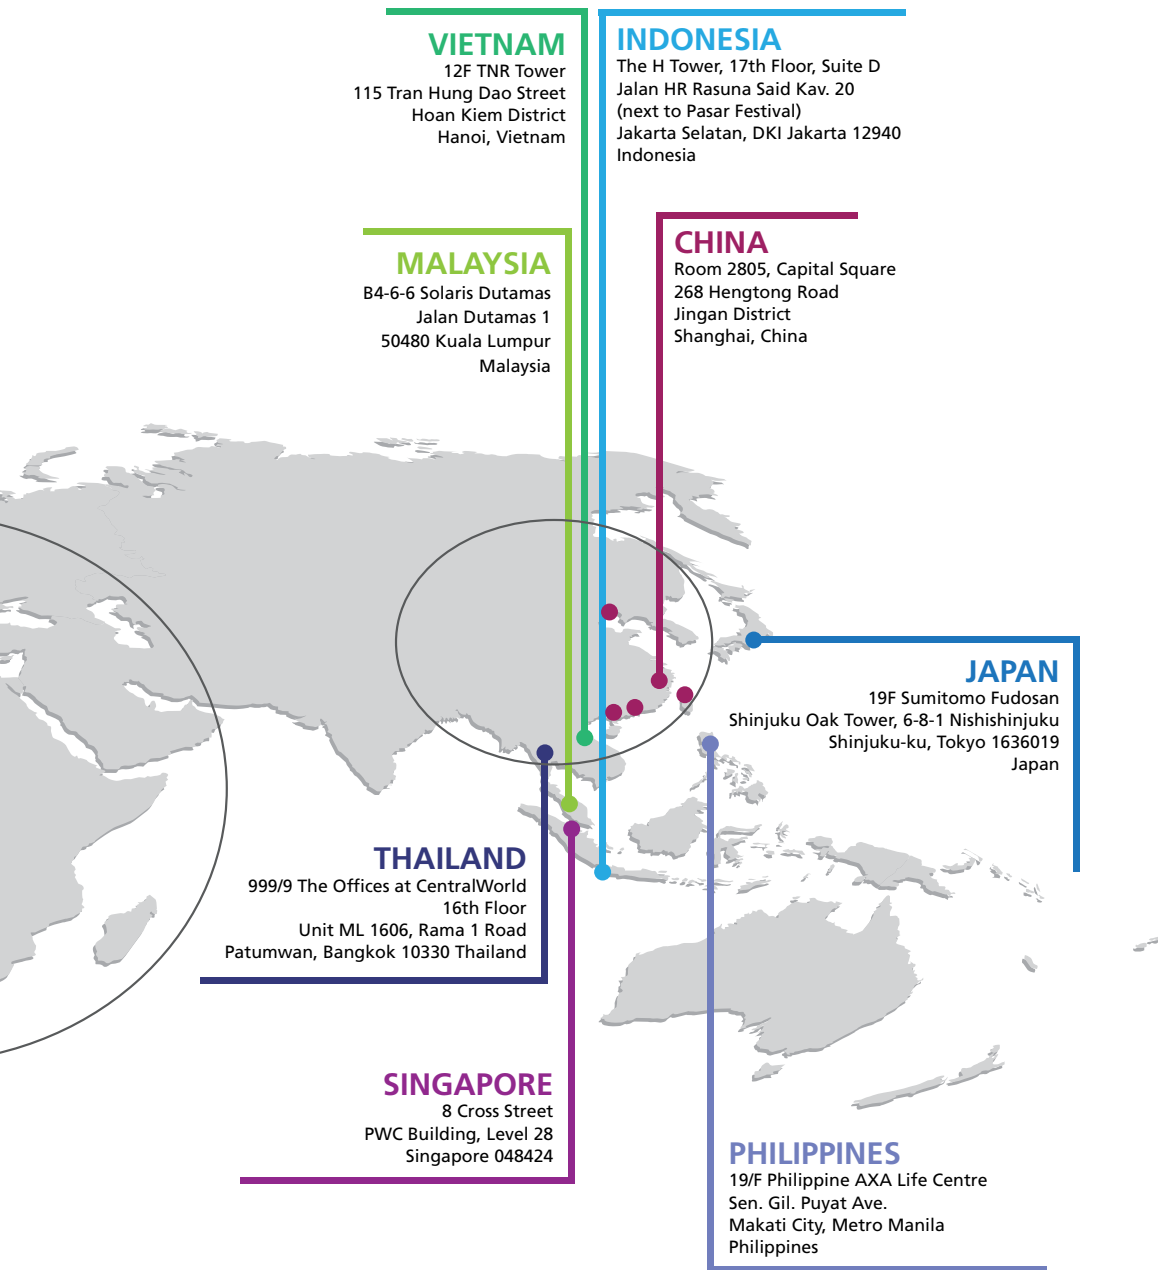 VIETNAM
12F TNR Tower
115 Tran Hung Dao Street
Hoan Kiem District
Hanoi, Vietnam
INDONESIA
The H Tower, 17th Floor, Suite D
Jalan HR Rasuna Said Kav. 20
(next to Pasar Festival)
Jakarta Selatan, DKI Jakarta 12940
Indonesia
MALAYSIA
B4-6-6 Solaris Dutamas
Jalan Dutamas 1
50480 Kuala Lumpur
Malaysia
CHINA
Room 2805, Capital Square
268 Hengtong Road
Jingan District
Shanghai, China
JAPAN
19F Sumitomo Fudosan
Shinjuku Oak Tower, 6-8-1 Nishishinjuku
Shinjuku-ku, Tokyo 1636019
Japan
THAILAND
999/9 The Offices at CentralWorld
16th Floor
Unit ML 1606, Rama 1 Road
Patumwan, Bangkok 10330 Thailand
SINGAPORE
8 Cross Street
PWC Building, Level 28
Singapore 048424
PHILIPPINES
19/F Philippine AXA Life Centre
Sen. Gil. Puyat Ave.
Makati City, Metro Manila
Philippines